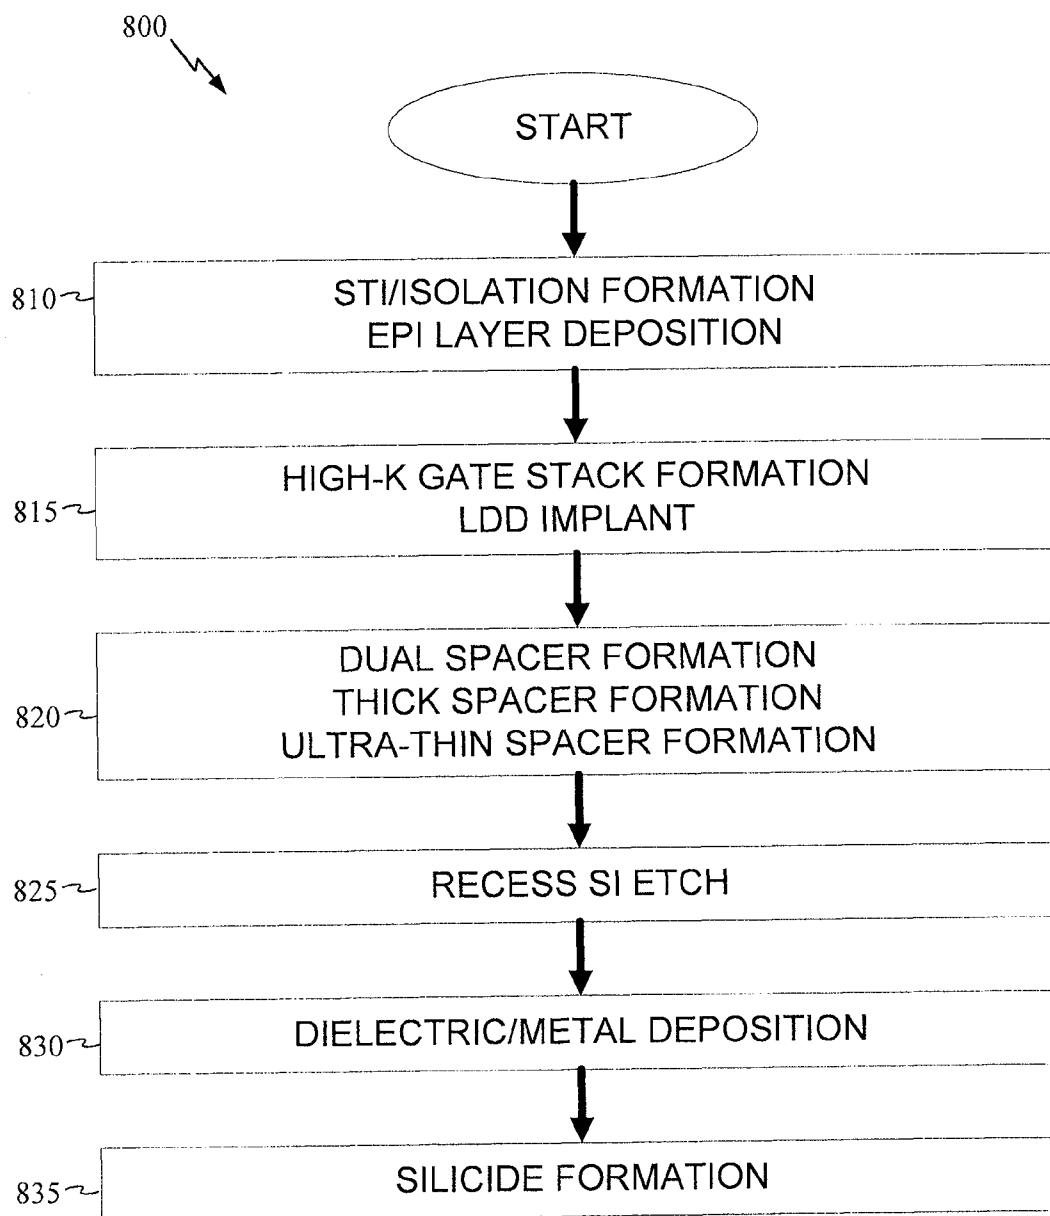 800
START
810
STI/ISOLATION FORMATION
EPI LAYER DEPOSITION
815
HIGH-K GATE STACK FORMATION
LDD IMPLANT
820
DUAL SPACER FORMATION
THICK SPACER FORMATION
ULTRA-THIN SPACER FORMATION
825
RECESS SI ETCH
830
DIELECTRIC/METAL DEPOSITION
835
SILICIDE FORMATION